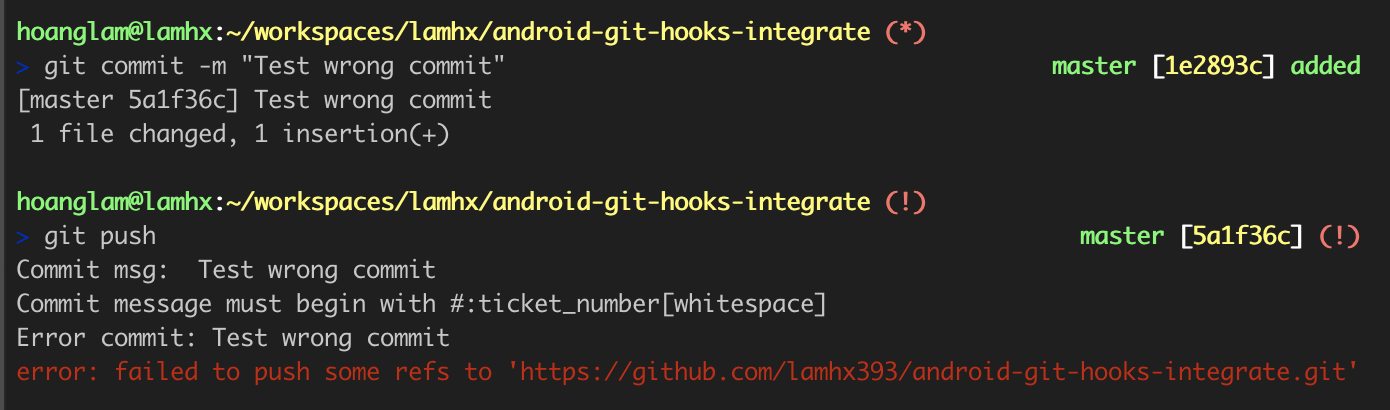 hoanglam@lamhx:~/workspaces/lamhx/android-git-hooks-integrate (*)
> git commit -m "Test wrong commit" master [1e2893c] added
[master 5a1f36c] Test wrong commit
 1 file changed, 1 insertion(+)
hoanglam@lamhx:~/workspaces/lamhx/android-git-hooks-integrate (!)
> git push master [5a1f36c] (!)
Commit msg:  Test wrong commit
Commit message must begin with #:ticket_number[whitespace]
Error commit: Test wrong commit
error: failed to push some refs to 'https://github.com/lamhx393/android-git-hooks-integrate.git'